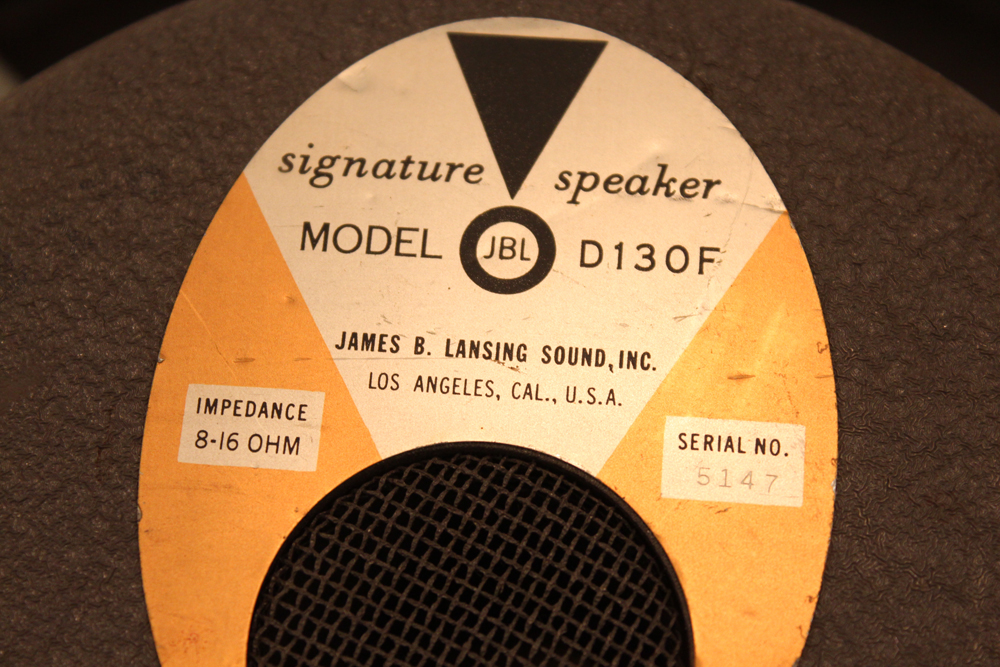 signature speaker
MODEL JBL D130F
JAMES B. LANSING SOUND, INC.
LOS ANGELES, CAL., U.S.A.
IMPEDANCE
8-16 OHM
SERIAL NO.
5147